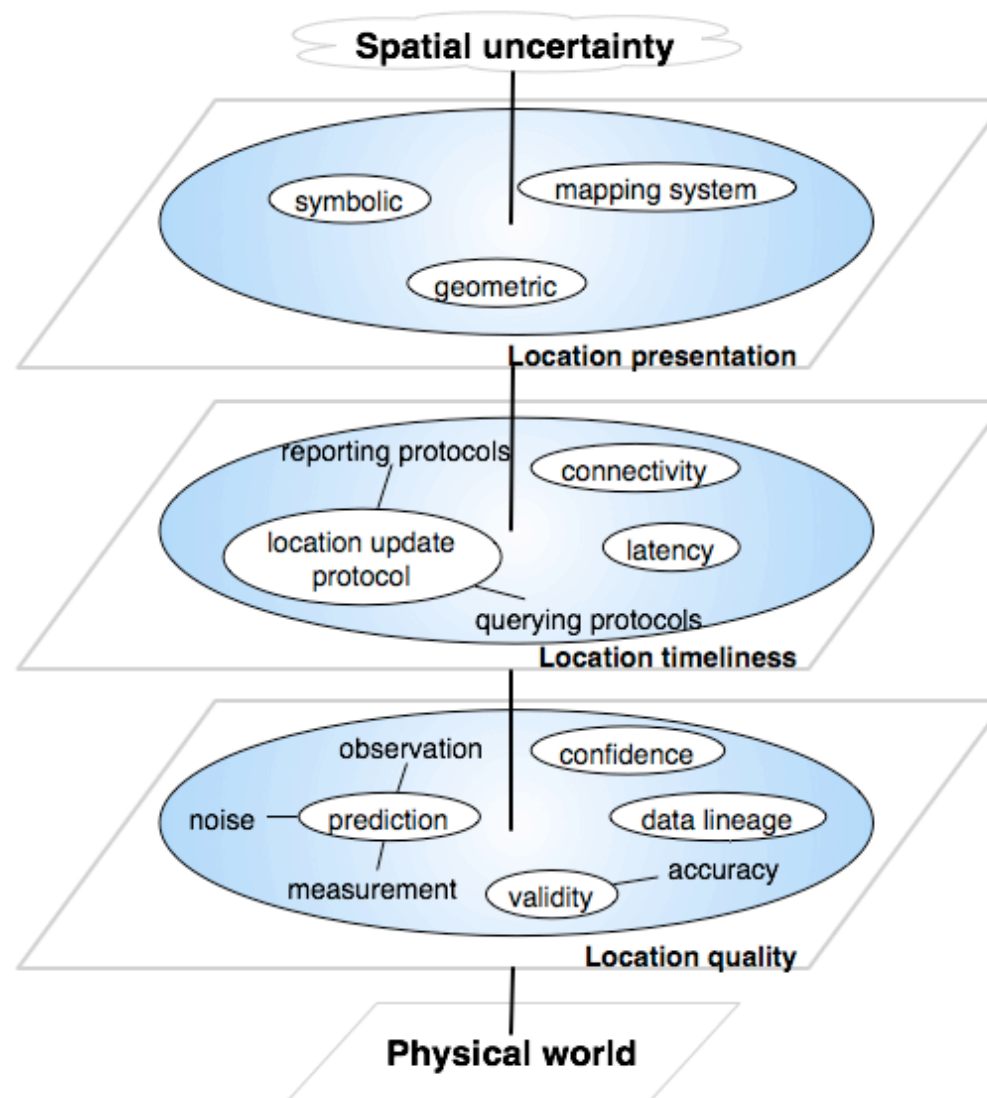 Spatial uncertainty
symbolic
mapping system
geometric
Location presentation
reporting protocols
connectivity
location update
protocol
latency
querying protocols
Location timeliness
observation
confidence
noise
prediction
data lineage
measurement
validity
accuracy
Location quality
Physical world